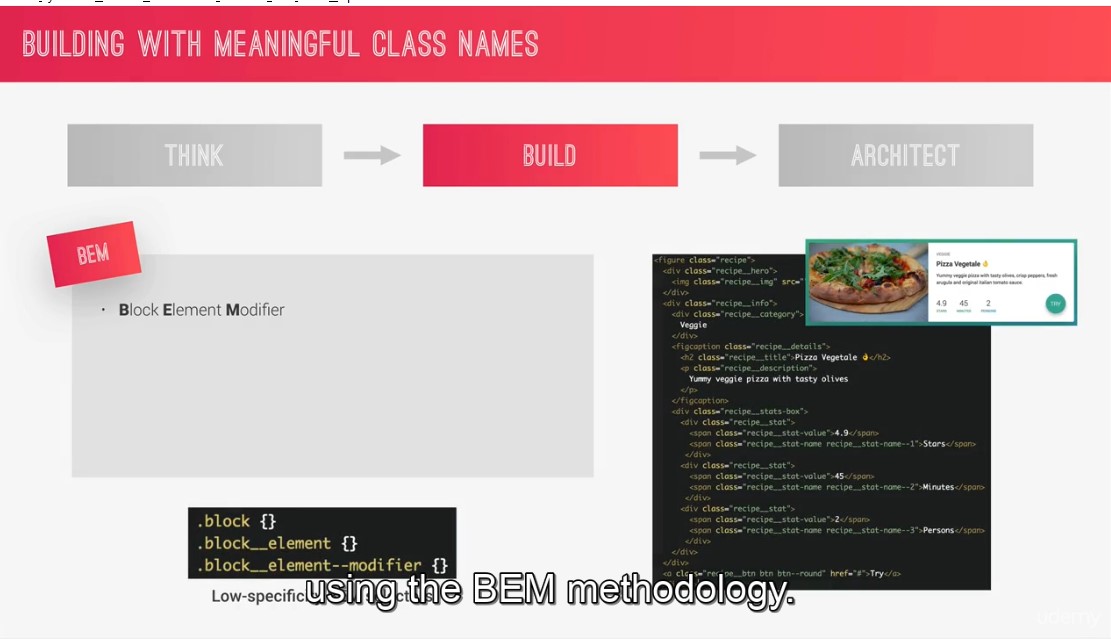 BUILDING WITH MEANINGFUL CLASS NAMES
THINK
BUILD
ARCHITECT
BEM
· Block Element Modifier
.block {}
.block__element {}
.block__element--modifier {}
Low-specific
using the BEM methodology.
<figure class="recipe">
<div class="recipe__hero">
<img class="recipe__img" src="
</div>
<div class="recipe__info">
<div class="recipe__category">
Veggie
</div>
<figcaption class="recipe__details">
<h2 class="recipe__title">Pizza Vegetale 👌</h2>
<p class="recipe__description">
Yummy veggie pizza with tasty olives
</p>
</figcaption>
<div class="recipe__stats-box">
<div class="recipe__stat">
<span class="recipe__stat-value">4.9</span>
<span class="recipe__stat-name recipe__stat-name--1">Stars</span>
</div>
<div class="recipe__stat">
<span class="recipe__stat-value">45</span>
<span class="recipe__stat-name recipe__stat-name--2">Minutes</span>
</div>
<div class="recipe__stat">
<span class="recipe__stat-value">2</span>
<span class="recipe__stat-name recipe__stat-name--3">Persons</span>
</div>
</div>
</div>
<a class="recipe__btn btn btn--round" href="#">Try</a>
VEGGIE
Pizza Vegetale 👌
Yummy veggie pizza with tasty olives, crisp peppers, fresh
arugula and original italian tomato sauce.
4.9 45 2
STARS MINUTES PERSONS
TRY
udemy